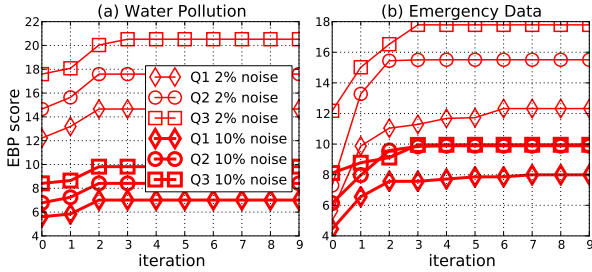 (a) Water Pollution
(b) Emergency Data
EBP score
22
20
18
16
14
12
10
8
6
4
0 1 2 3 4 5 6 7 8 9
iteration
Q1 2% noise
Q2 2% noise
Q3 2% noise
Q1 10% noise
Q2 10% noise
Q3 10% noise
18
16
14
12
10
8
6
4
0 1 2 3 4 5 6 7 8 9
iteration